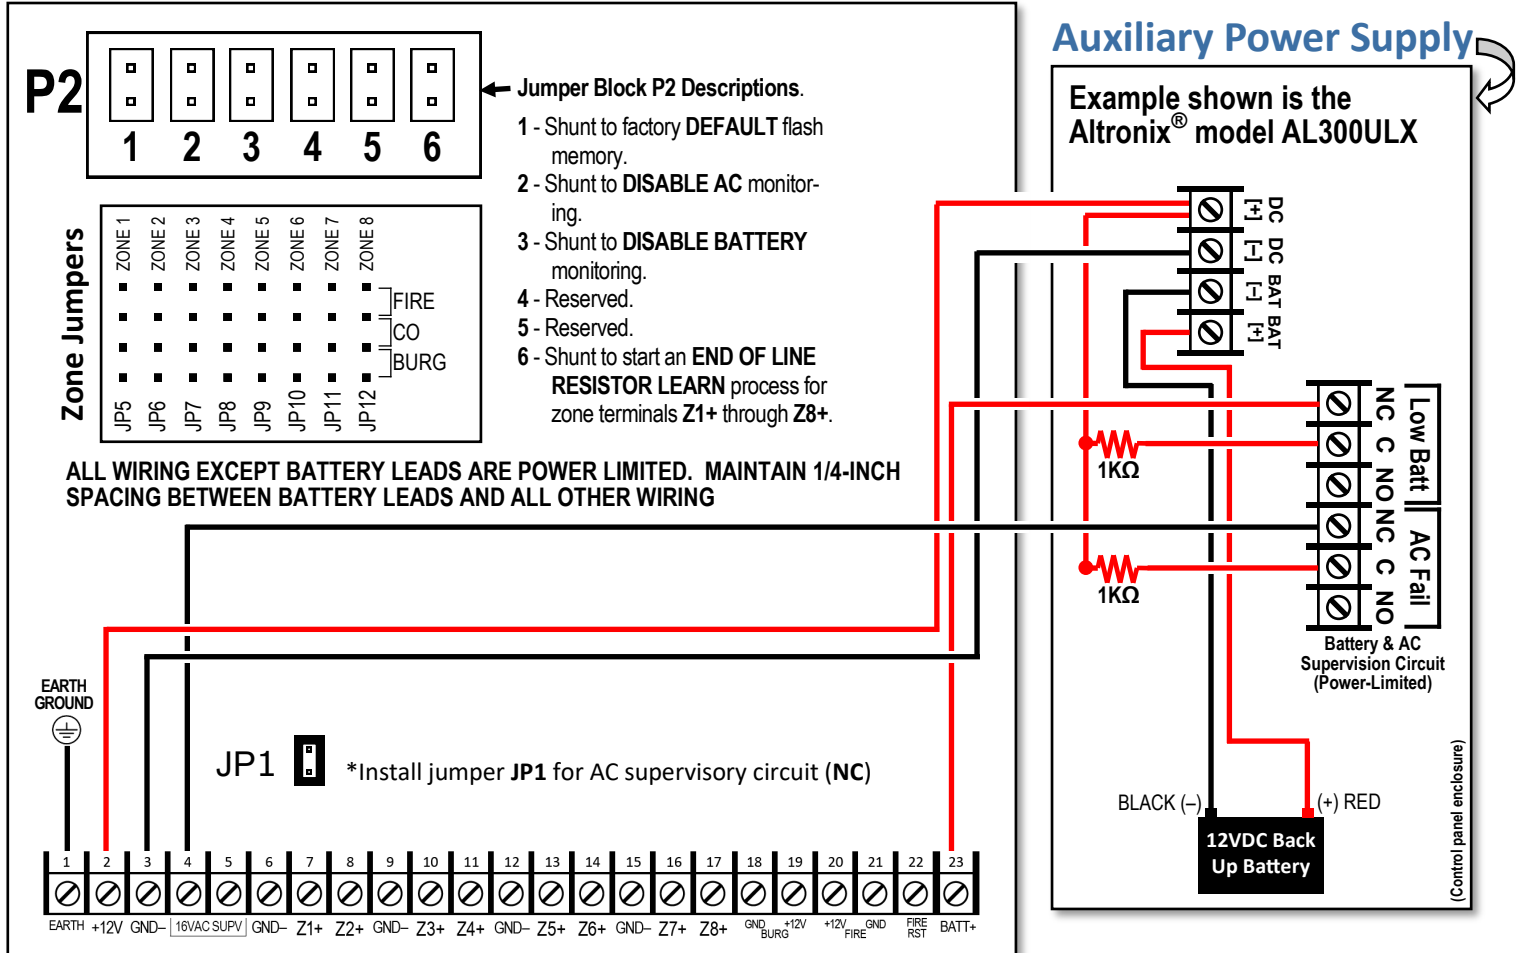 P2
1 2 3 4 5 6
Jumper Block P2 Descriptions.
1 - Shunt to factory DEFAULT flash
memory.
2 - Shunt to DISABLE AC monitor-
ing.
3 - Shunt to DISABLE BATTERY
monitoring.
4 - Reserved.
5 - Reserved.
6 - Shunt to start an END OF LINE
RESISTOR LEARN process for
zone terminals Z1+ through Z8+.
Zone Jumpers
ZONE 1 ZONE 2 ZONE 3 ZONE 4 ZONE 5 ZONE 6 ZONE 7 ZONE 8
FIRE
CO
BURG
JP5 JP6 JP7 JP8 JP9 JP10 JP11 JP12
ALL WIRING EXCEPT BATTERY LEADS ARE POWER LIMITED. MAINTAIN 1/4-INCH
SPACING BETWEEN BATTERY LEADS AND ALL OTHER WIRING
Auxiliary Power Supply
Example shown is the
Altronix® model AL300ULX
DC [+]
DC [–]
BAT [–]
BAT [+]
NC C NO
Low Batt
NC C NO
AC Fail
1KΩ
1KΩ
Battery & AC
Supervision Circuit
(Power-Limited)
BLACK (–)
(+) RED
12VDC Back
Up Battery
(Control panel enclosure)
EARTH
GROUND
JP1
*Install jumper JP1 for AC supervisory circuit (NC)
1 2 3 4 5 6 7 8 9 10 11 12 13 14 15 16 17 18 19 20 21 22 23
EARTH +12V GND– 16VAC SUPV GND– Z1+ Z2+ GND– Z3+ Z4+ GND– Z5+ Z6+ GND– Z7+ Z8+ GND +12V +12V GND FIRE BATT+
BURG FIRE RST